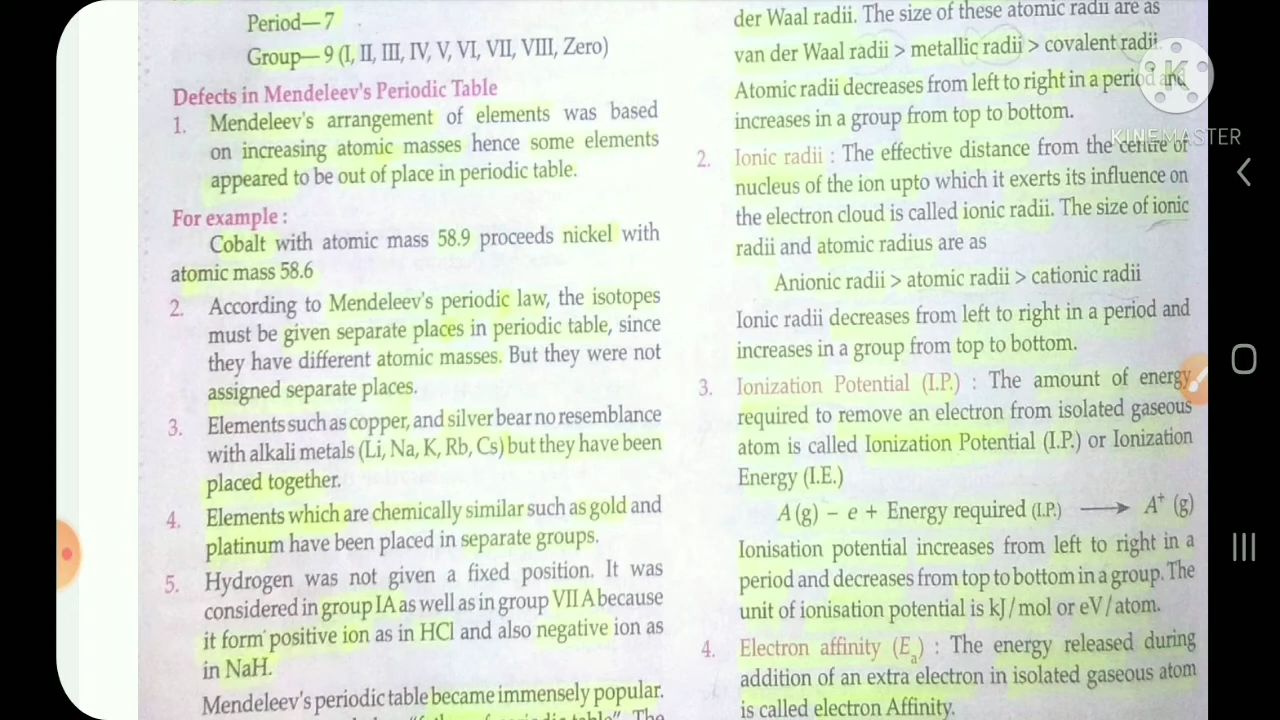 Period— 7
Group— 9 (I, II, III, IV, V, VI, VII, VIII, Zero)
Defects in Mendeleev's Periodic Table
1. Mendeleev's arrangement of elements was based
on increasing atomic masses hence some elements
appeared to be out of place in periodic table.
For example :
Cobalt with atomic mass 58.9 proceeds nickel with
atomic mass 58.6
2. According to Mendeleev's periodic law, the isotopes
must be given separate places in periodic table, since
they have different atomic masses. But they were not
assigned separate places.
3. Elements such as copper, and silver bear no resemblance
with alkali metals (Li, Na, K, Rb, Cs) but they have been
placed together.
4. Elements which are chemically similar such as gold and
platinum have been placed in separate groups.
5. Hydrogen was not given a fixed position. It was
considered in group IA as well as in group VII A because
it form positive ion as in HCl and also negative ion as
in NaH.
Mendeleev's periodic table became immensely popular.
periodic table". The
der Waal radii. The size of these atomic radii are as
van der Waal radii > metallic radii > covalent radii
Atomic radii decreases from left to right in a period and
increases in a group from top to bottom.
2. Ionic radii : The effective distance from the centre of
nucleus of the ion upto which it exerts its influence on
the electron cloud is called ionic radii. The size of ionic
radii and atomic radius are as
Anionic radii > atomic radii > cationic radii
Ionic radii decreases from left to right in a period and
increases in a group from top to bottom.
3. Ionization Potential (I.P.) : The amount of energy
required to remove an electron from isolated gaseous
atom is called Ionization Potential (I.P.) or Ionization
Energy (I.E.)
A (g) − e + Energy required (I.P.) ⟶ A⁺ (g)
Ionisation potential increases from left to right in a
period and decreases from top to bottom in a group. The
unit of ionisation potential is kJ/mol or eV/atom.
4. Electron affinity (Eₐ) : The energy released during
addition of an extra electron in isolated gaseous atom
is called electron Affinity.
K
KINEMASTER